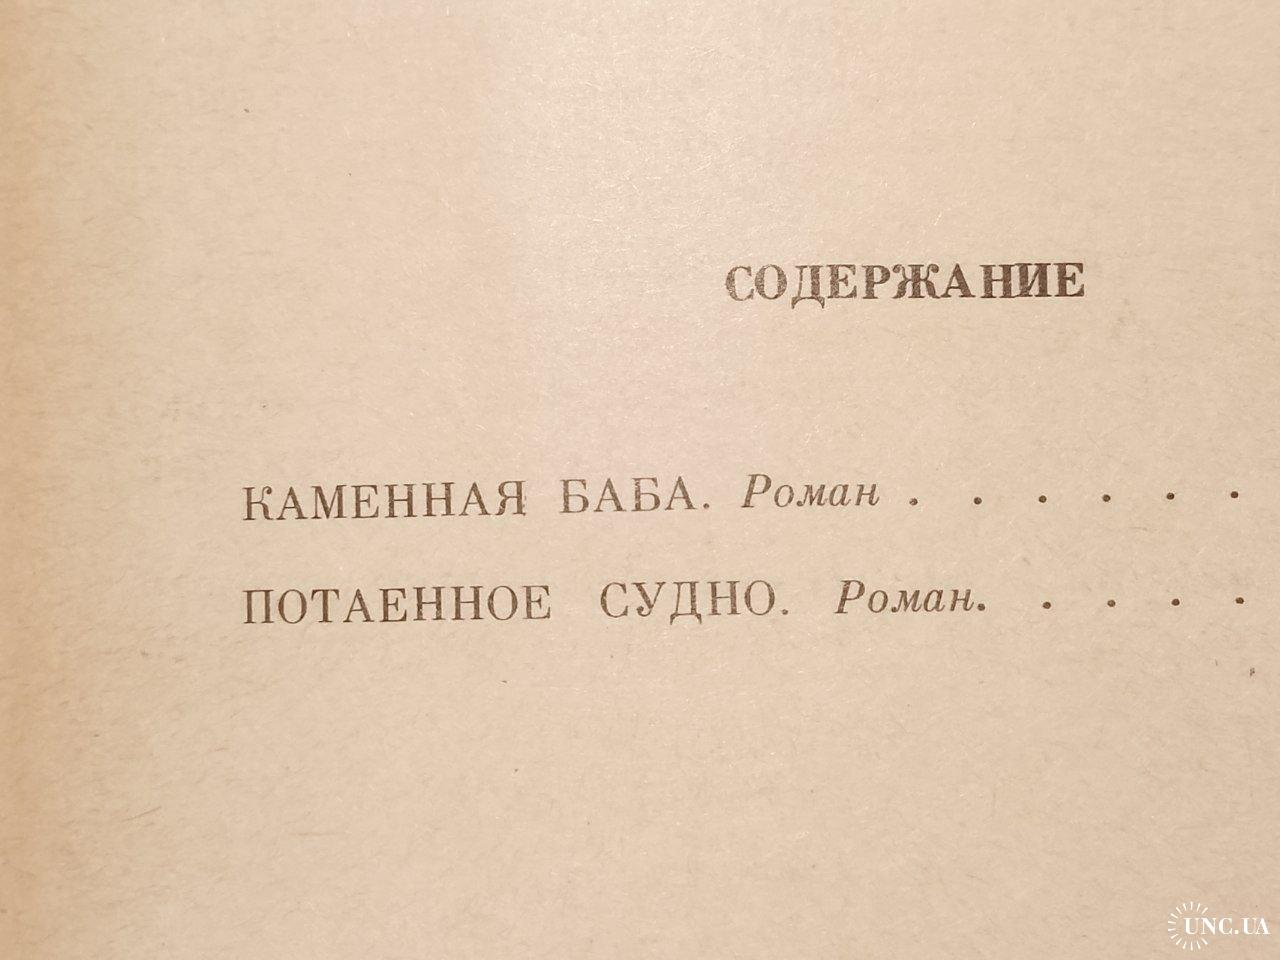 СОДЕРЖАНИЕ
КАМЕННАЯ БАБА. Роман . . . . . .
ПОТАЕННОЕ СУДНО. Роман. . . . .
UNC.UA